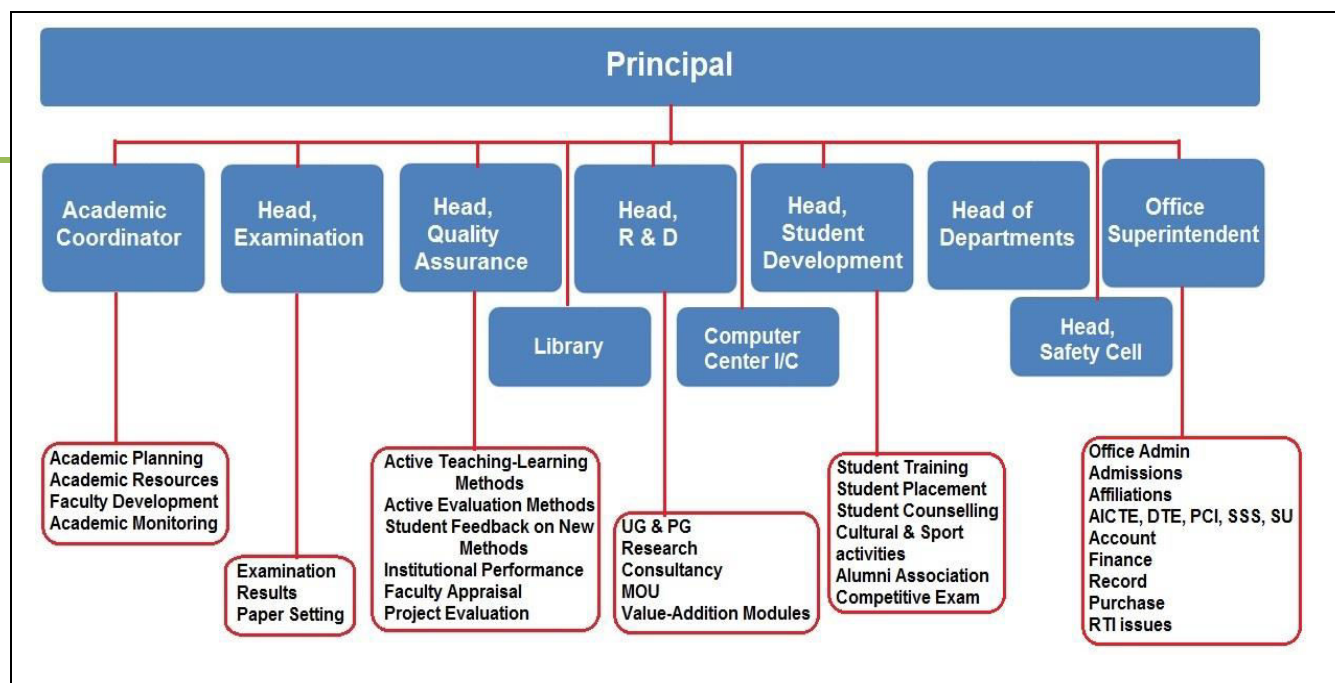 Principal
Academic
Coordinator
Head,
Examination
Head,
Quality
Assurance
Head,
R & D
Head,
Student
Development
Head of
Departments
Office
Superintendent
Library
Computer
Center I/C
Head,
Safety Cell
Academic Planning
Academic Resources
Faculty Development
Academic Monitoring
Examination
Results
Paper Setting
Active Teaching-Learning
Methods
Active Evaluation Methods
Student Feedback on New
Methods
Institutional Performance
Faculty Appraisal
Project Evaluation
UG & PG
Research
Consultancy
MOU
Value-Addition Modules
Student Training
Student Placement
Student Counselling
Cultural & Sport
activities
Alumni Association
Competitive Exam
Office Admin
Admissions
Affiliations
AICTE, DTE, PCI, SSS, SU
Account
Finance
Record
Purchase
RTI issues